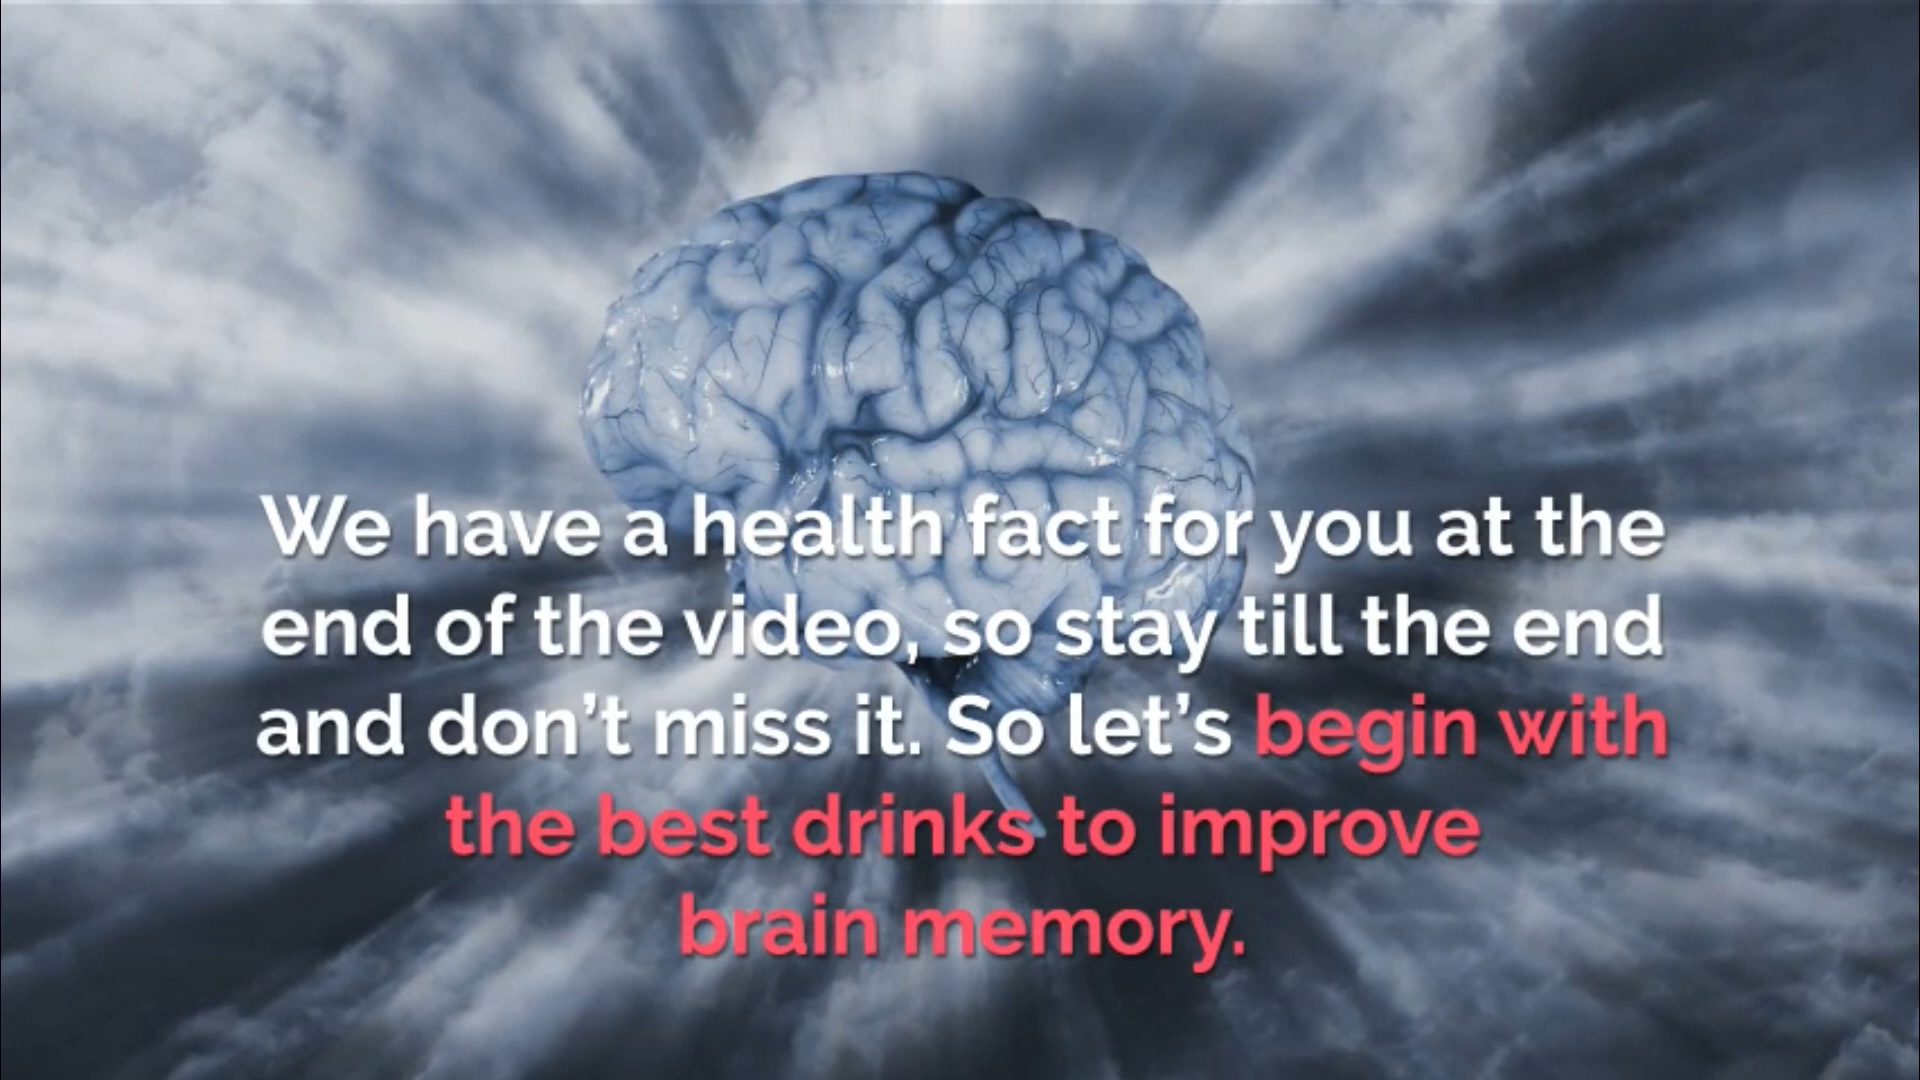 We have a health fact for you at the
end of the video, so stay till the end
and don’t miss it. So let’s begin with
the best drinks to improve
brain memory.